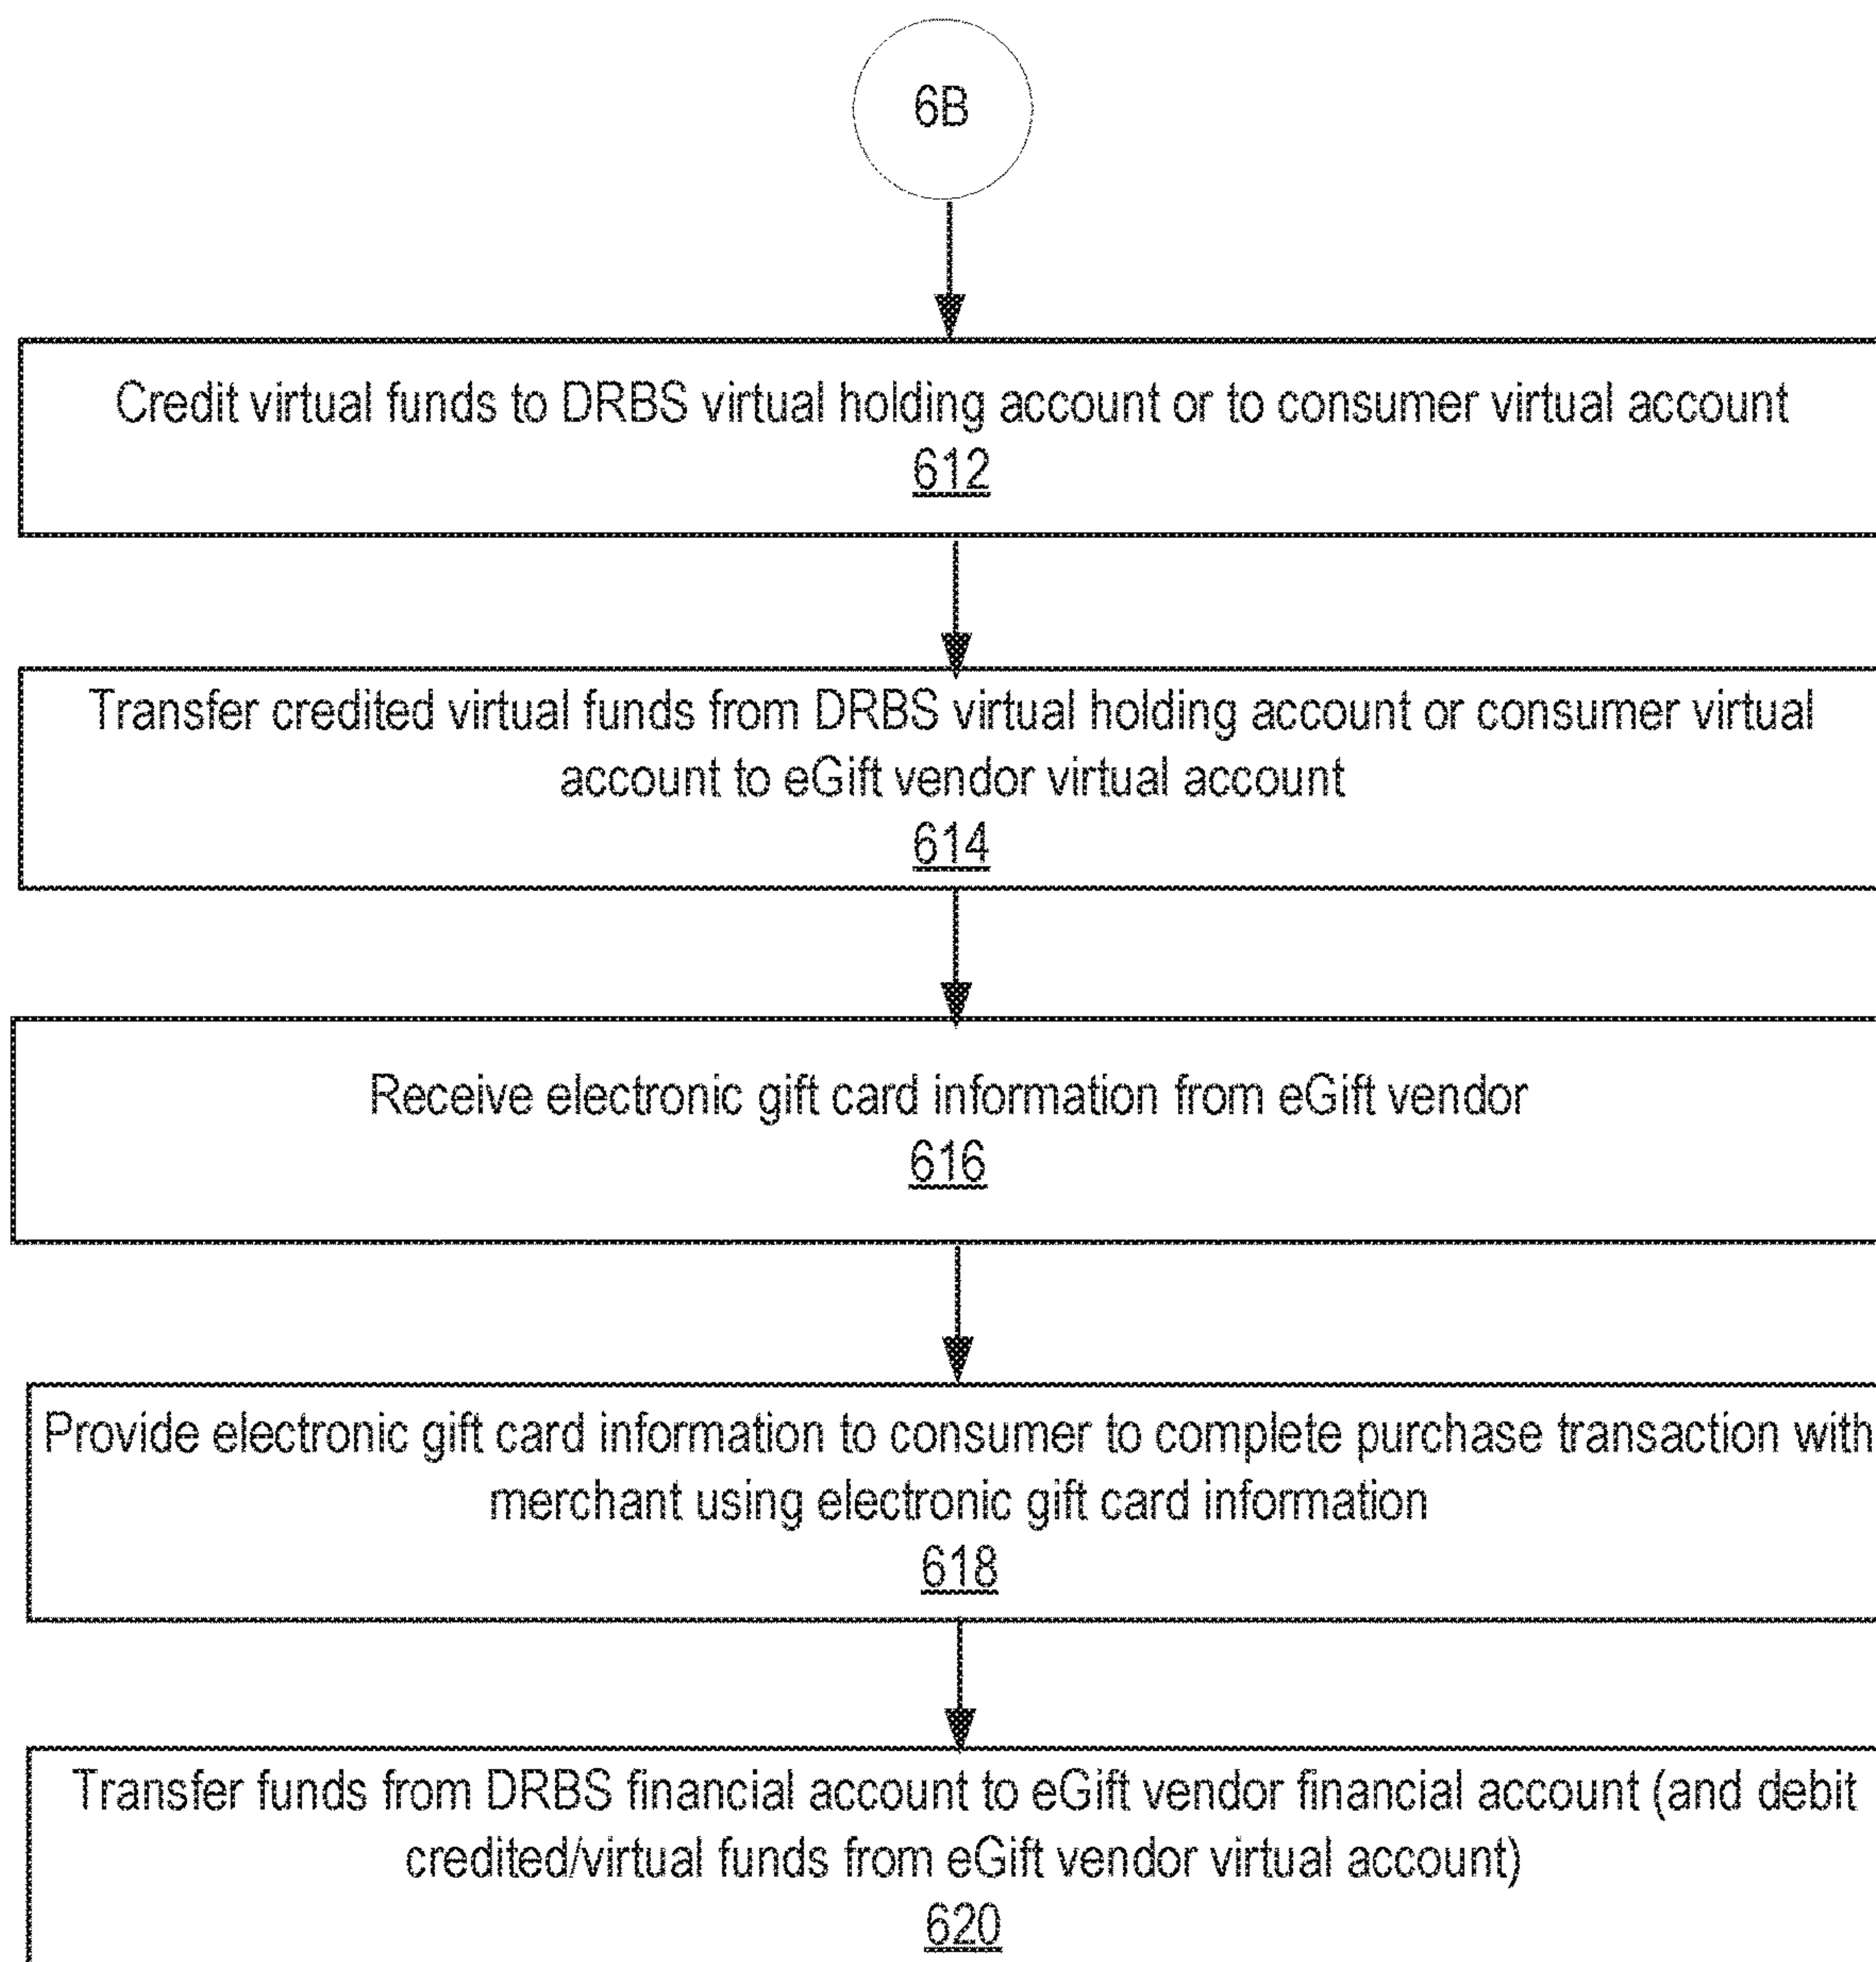 6B
Credit virtual funds to DRBS virtual holding account or to consumer virtual account
612
Transfer credited virtual funds from DRBS virtual holding account or consumer virtual
account to eGift vendor virtual account
614
Receive electronic gift card information from eGift vendor
616
Provide electronic gift card information to consumer to complete purchase transaction with
merchant using electronic gift card information
618
Transfer funds from DRBS financial account to eGift vendor financial account (and debit
credited/virtual funds from eGift vendor virtual account)
620